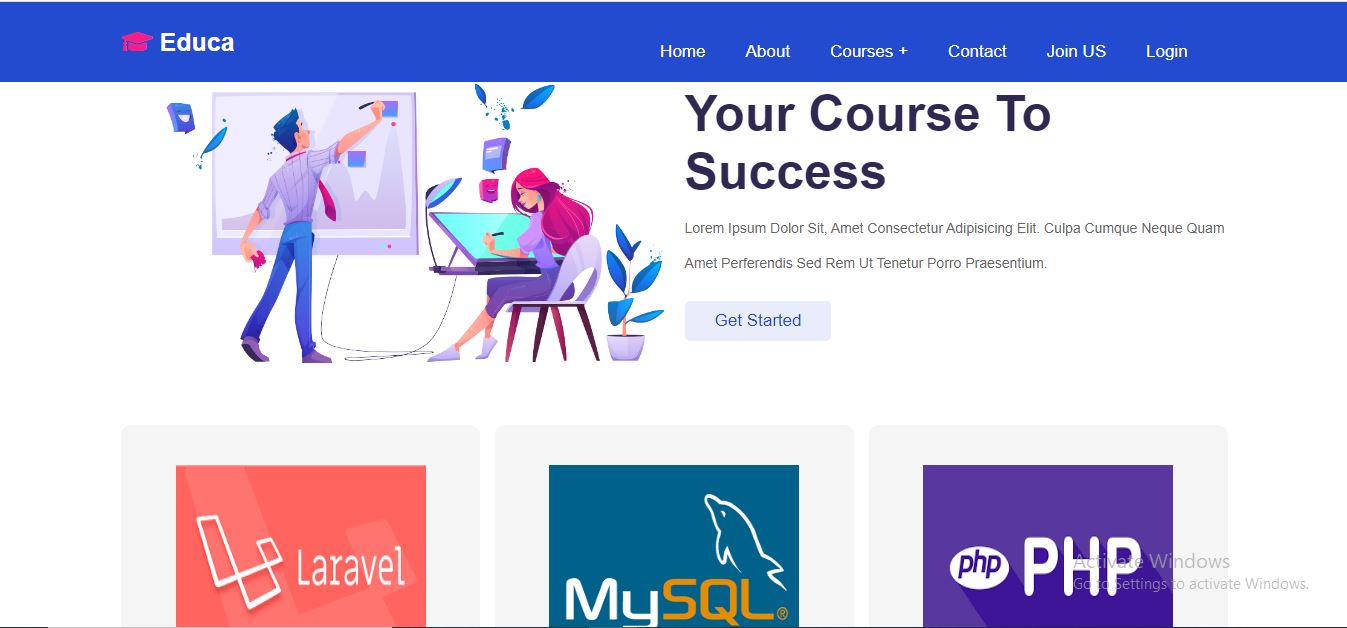 Educa
Home About Courses + Contact Join US Login
Your Course To
Success
Lorem Ipsum Dolor Sit, Amet Consectetur Adipisicing Elit. Culpa Cumque Neque Quam
Amet Perferendis Sed Rem Ut Tenetur Porro Praesentium.
Get Started
Laravel
MySQL®
php PHP
Activate Windows
Go to Settings to activate Windows.